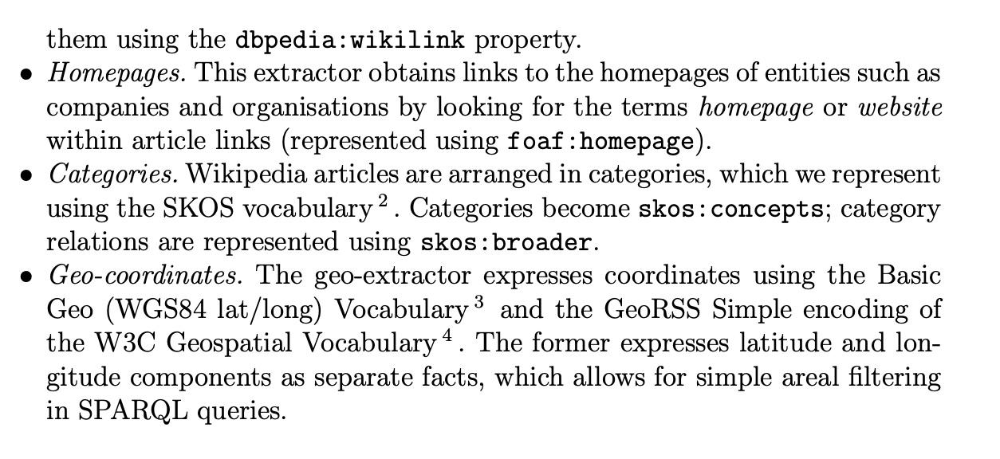 them using the dbpedia:wikilink property.
• Homepages. This extractor obtains links to the homepages of entities such as
companies and organisations by looking for the terms homepage or website
within article links (represented using foaf:homepage).
• Categories. Wikipedia articles are arranged in categories, which we represent
using the SKOS vocabulary 2 . Categories become skos:concepts; category
relations are represented using skos:broader.
• Geo-coordinates. The geo-extractor expresses coordinates using the Basic
Geo (WGS84 lat/long) Vocabulary 3 and the GeoRSS Simple encoding of
the W3C Geospatial Vocabulary 4 . The former expresses latitude and lon-
gitude components as separate facts, which allows for simple areal filtering
in SPARQL queries.